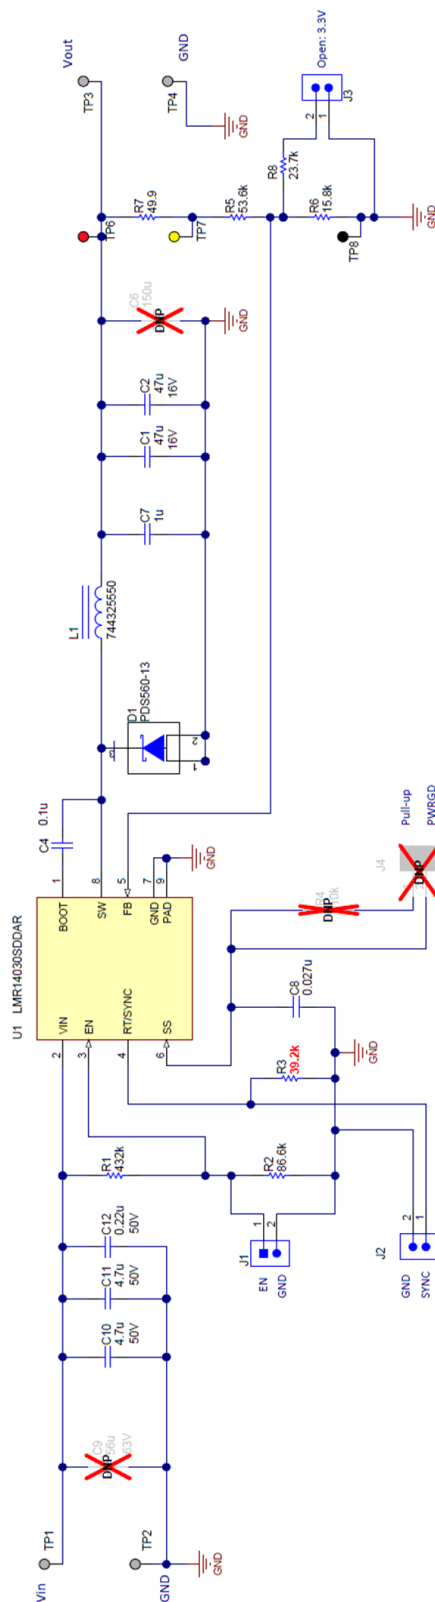 Vin
TP1
TP2
GND
GND
C9
56u
63V
DNP
C10
4.7u
50V
C11
4.7u
50V
C12
0.22u
50V
R1
432k
R2
86.6k
J1
EN
GND
1
2
J2
GND
SYNC
2
1
R3
39.2k
GND
C8
0.027u
R4
10k
DNP
J4
DNP
Pull-up
PWRGD
U1 LMR14030SDDAR
2
3
4
6
VIN
EN
RT/SYNC
SS
BOOT
SW
FB
GND
PAD
1
8
5
7
9
GND
C4
0.1u
D1
PDS560-13
3
1
2
L1
744325550
C7
1u
C1
47u
16V
C2
47u
16V
C6
150u
DNP
GND
TP6
R7
49.9
TP7
R5
53.6k
R6
15.8k
TP8
R8
23.7k
GND
J3
2
1
Open: 3.3V
Vout
TP3
GND
TP4
GND